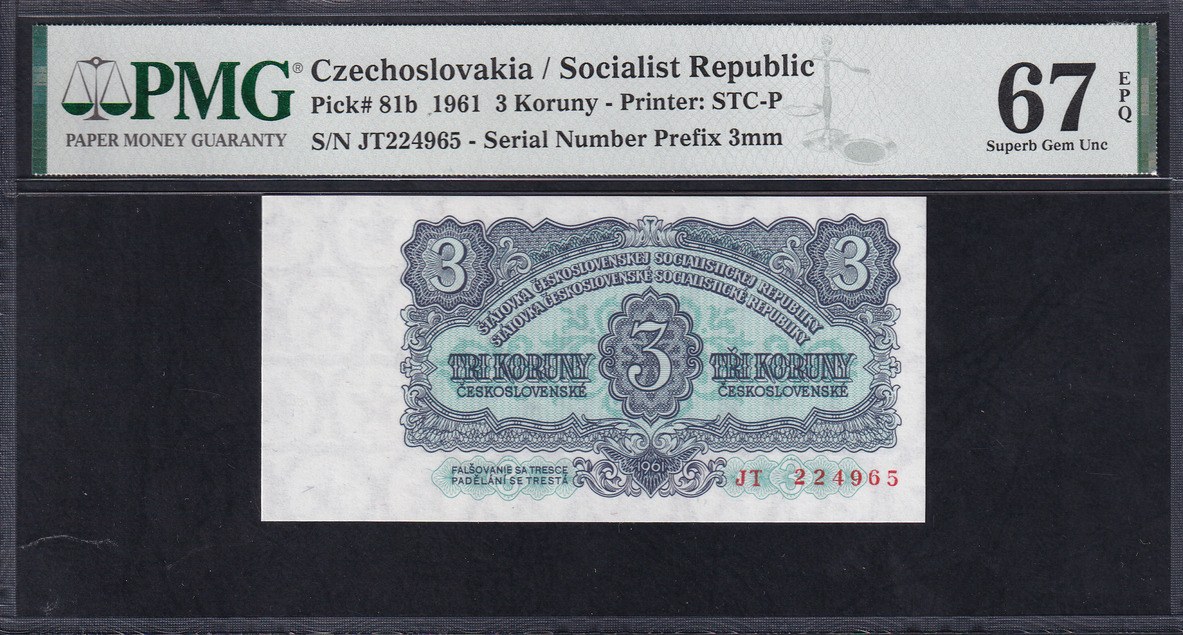 PMG®
PAPER MONEY GUARANTY
Czechoslovakia / Socialist Republic
Pick# 81b 1961 3 Koruny - Printer: STC-P
S/N JT224965 - Serial Number Prefix 3mm
67
EPQ
Superb Gem Unc
3
3
ŠTÁTOVKA ČESKOSLOVENSKEJ SOCIALISTICKEJ REPUBLIKY
STÁTOVKA ČESKOSLOVENSKÉ SOCIALISTICKÉ REPUBLIKY
TRI KORUNY 3 TŘI KORUNY
ČESKOSLOVENSKÉ ČESKOSLOVENSKÉ
FALŠOVANIE SA TRESCE
PADĚLÁNÍ SE TRESTÁ
1961
JT 224965